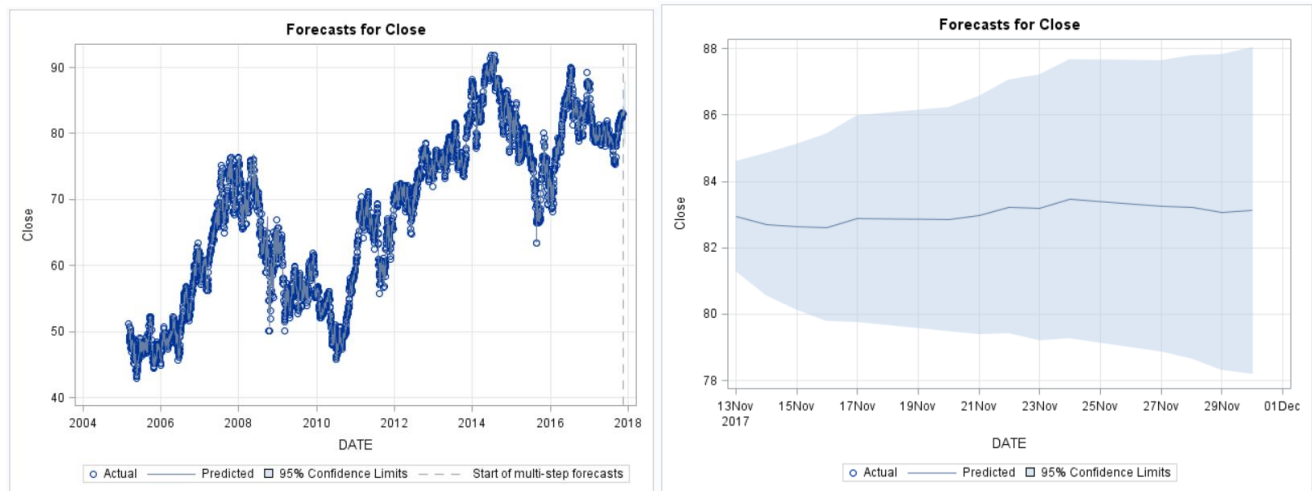 Forecasts for Close
90
80
70
60
50
40
Close
2004 2006 2008 2010 2012 2014 2016 2018
DATE
Actual Predicted 95% Confidence Limits Start of multi-step forecasts
Forecasts for Close
88
86
84
82
80
78
Close
13Nov 15Nov 17Nov 19Nov 21Nov 23Nov 25Nov 27Nov 29Nov 01Dec
2017
DATE
Actual Predicted 95% Confidence Limits